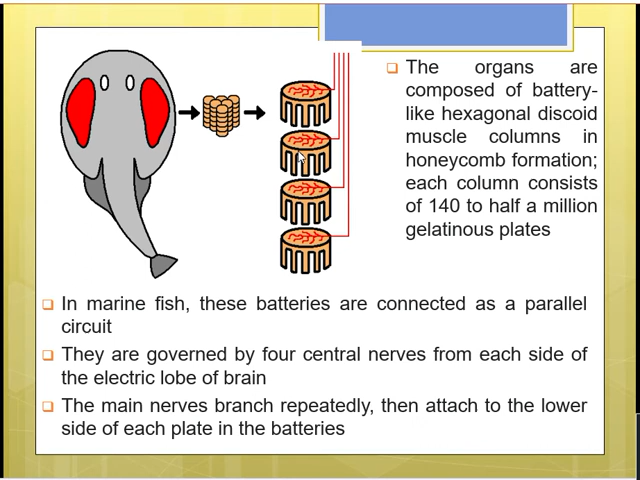 The organs are
composed of battery-
like hexagonal discoid
muscle columns in
honeycomb formation;
each column consists
of 140 to half a million
gelatinous plates
In marine fish, these batteries are connected as a parallel
circuit
They are governed by four central nerves from each side of
the electric lobe of brain
The main nerves branch repeatedly, then attach to the lower
side of each plate in the batteries